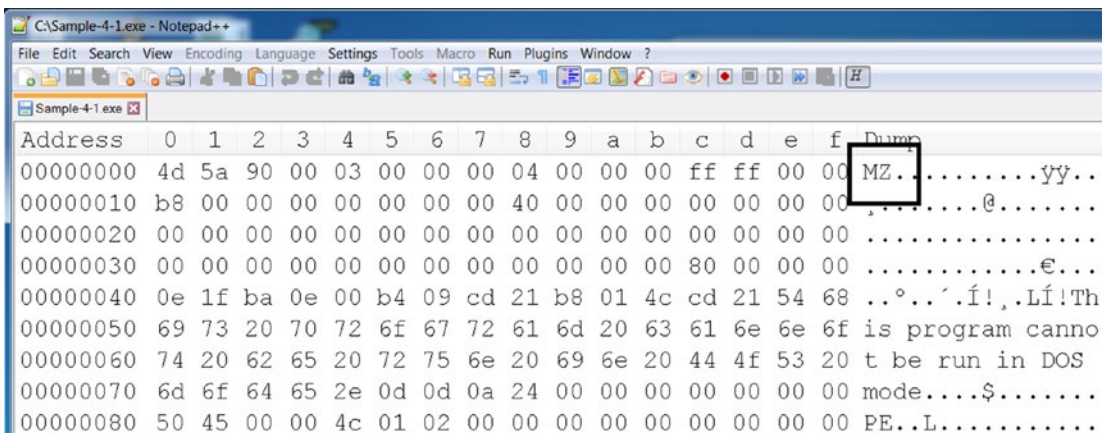 C:\Sample-4-1.exe - Notepad++
File Edit Search View Encoding Language Settings Tools Macro Run Plugins Window ?
Sample-4-1.exe
Address 0 1 2 3 4 5 6 7 8 9 a b c d e f Dump
00000000 4d 5a 90 00 03 00 00 00 04 00 00 00 ff ff 00 00 MZ..........ÿÿ..
00000010 b8 00 00 00 00 00 00 00 40 00 00 00 00 00 00 00 ¸.......@.......
00000020 00 00 00 00 00 00 00 00 00 00 00 00 00 00 00 00 ................
00000030 00 00 00 00 00 00 00 00 00 00 00 00 80 00 00 00 ............€...
00000040 0e 1f ba 0e 00 b4 09 cd 21 b8 01 4c cd 21 54 68 ..º..´.Í!¸.LÍ!Th
00000050 69 73 20 70 72 6f 67 72 61 6d 20 63 61 6e 6e 6f is program canno
00000060 74 20 62 65 20 72 75 6e 20 69 6e 20 44 4f 53 20 t be run in DOS
00000070 6d 6f 64 65 2e 0d 0d 0a 24 00 00 00 00 00 00 00 mode....$.......
00000080 50 45 00 00 4c 01 02 00 00 00 00 00 00 00 00 00 PE..L...........